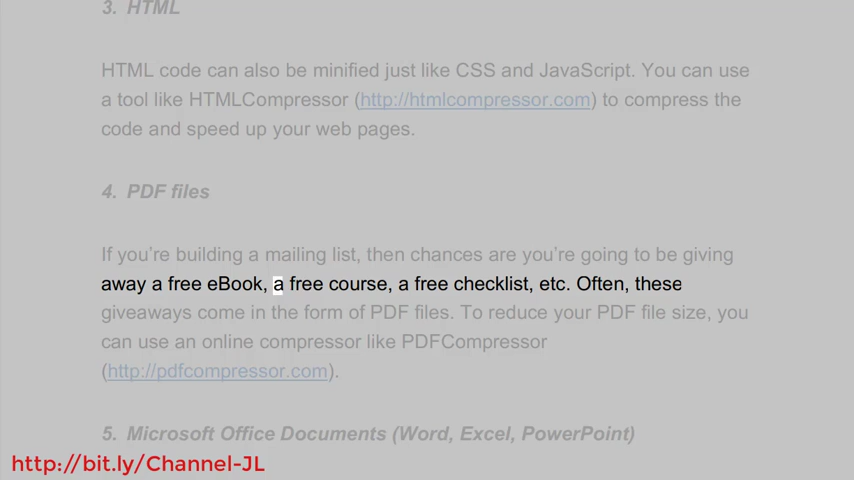 3. HTML
HTML code can also be minified just like CSS and JavaScript. You can use
a tool like HTMLCompressor (http://htmlcompressor.com) to compress the
code and speed up your web pages.
4. PDF files
If you’re building a mailing list, then chances are you’re going to be giving
away a free eBook, a free course, a free checklist, etc. Often, these
giveaways come in the form of PDF files. To reduce your PDF file size, you
can use an online compressor like PDFCompressor
(http://pdfcompressor.com).
5. Microsoft Office Documents (Word, Excel, PowerPoint)
http://bit.ly/Channel-JL